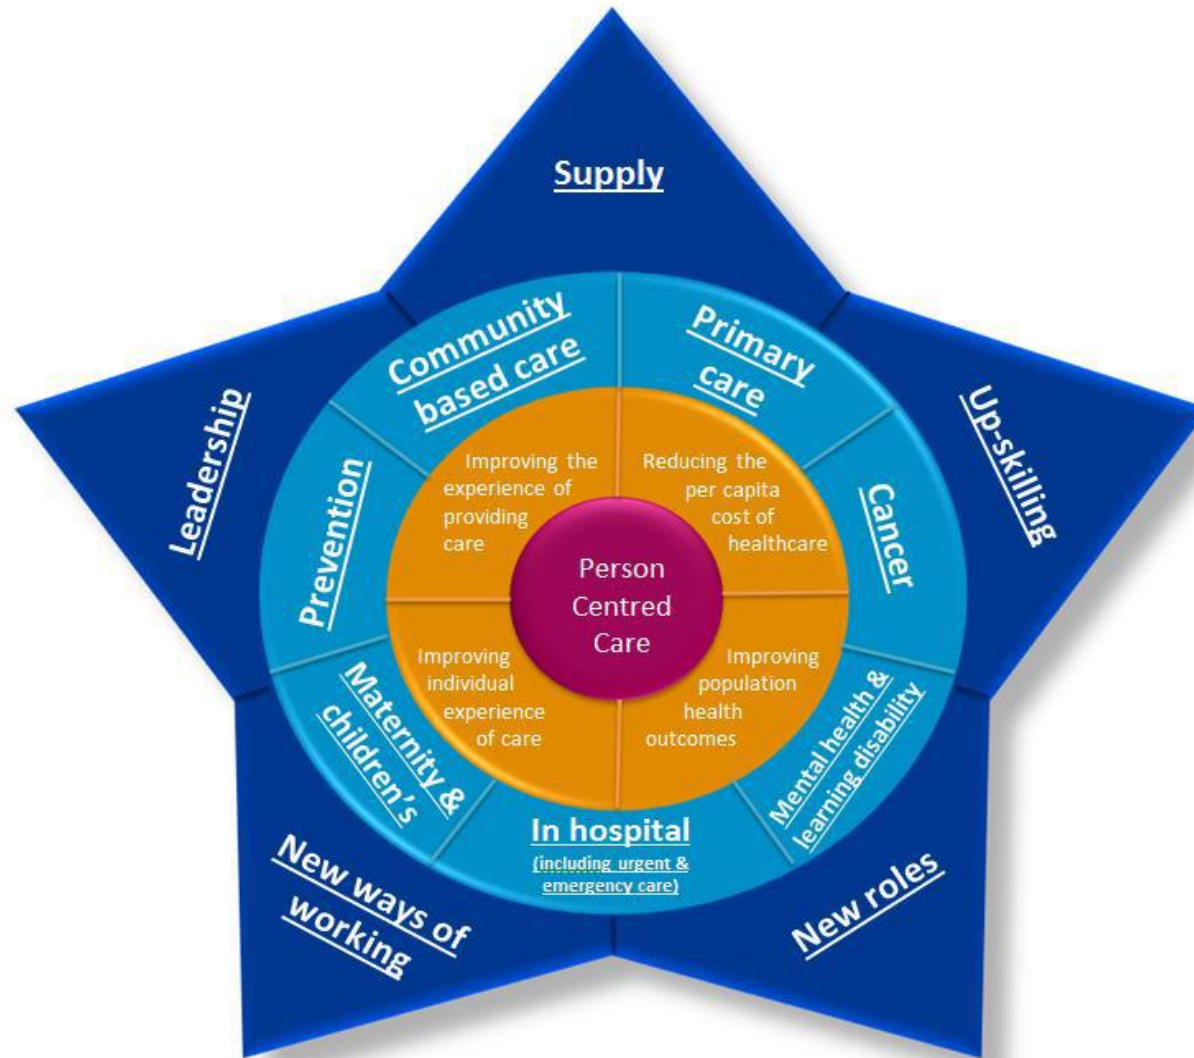 Supply
Up-skilling
New roles
New ways of
working
Leadership
Community
based care
Primary
care
Cancer
Mental health &
learning disability
In hospital
(including urgent &
emergency care)
Maternity &
children's
Prevention
Improving the
experience of
providing
care
Reducing the
per capita
cost of
healthcare
Improving
population
health
outcomes
Improving
individual
experience
of care
Person
Centred
Care